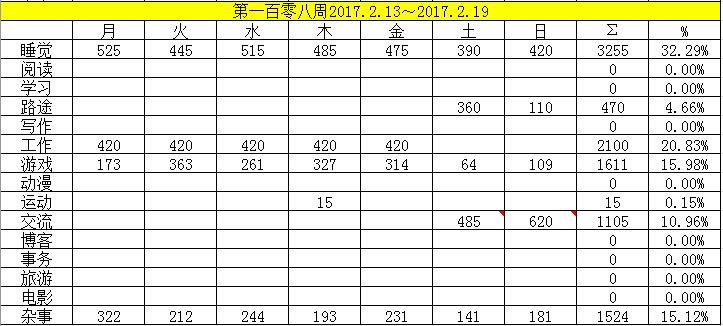 第一百零八周2017.2.13～2017.2.19
月 火 水 木 金 土 日 Σ %
睡觉 525 445 515 485 475 390 420 3255 32.29%
阅读 0 0.00%
学习 0 0.00%
路途 360 110 470 4.66%
写作 0 0.00%
工作 420 420 420 420 420 2100 20.83%
游戏 173 363 261 327 314 64 109 1611 15.98%
动漫 0 0.00%
运动 15 15 0.15%
交流 485 620 1105 10.96%
博客 0 0.00%
事务 0 0.00%
旅游 0 0.00%
电影 0 0.00%
杂事 322 212 244 193 231 141 181 1524 15.12%